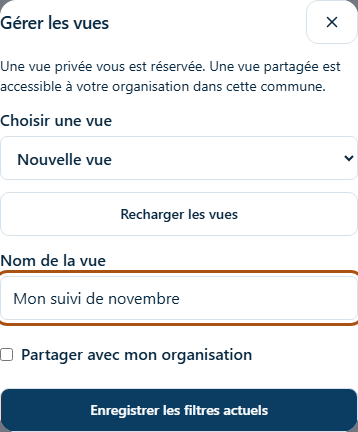 Gérer les vues
Une vue privée vous est réservée. Une vue partagée est
accessible à votre organisation dans cette commune.
Choisir une vue
Nouvelle vue
Recharger les vues
Nom de la vue
Mon suivi de novembre
Partager avec mon organisation
Enregistrer les filtres actuels